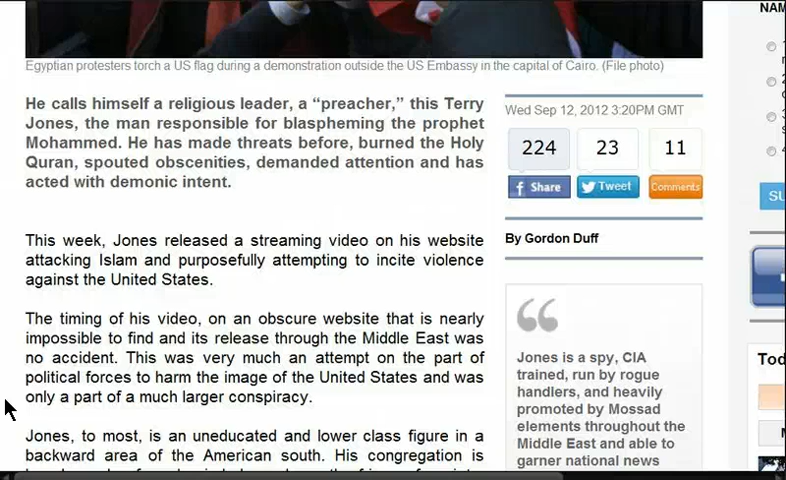 NAM
Egyptian protesters torch a US flag during a demonstration outside the US Embassy in the capital of Cairo. (File photo)
He calls himself a religious leader, a “preacher,” this Terry
Jones, the man responsible for blaspheming the prophet
Mohammed. He has made threats before, burned the Holy
Quran, spouted obscenities, demanded attention and has
acted with demonic intent.
This week, Jones released a streaming video on his website
attacking Islam and purposefully attempting to incite violence
against the United States.
The timing of his video, on an obscure website that is nearly
impossible to find and its release through the Middle East was
no accident. This was very much an attempt on the part of
political forces to harm the image of the United States and was
only a part of a much larger conspiracy.
Jones, to most, is an uneducated and lower class figure in a
backward area of the American south. His congregation is
Wed Sep 12, 2012 3:20PM GMT
224 23 11
Share Tweet Comments
By Gordon Duff
Jones is a spy, CIA
trained, run by rogue
handlers, and heavily
promoted by Mossad
elements throughout the
Middle East and able to
garner national news
SU
Tod